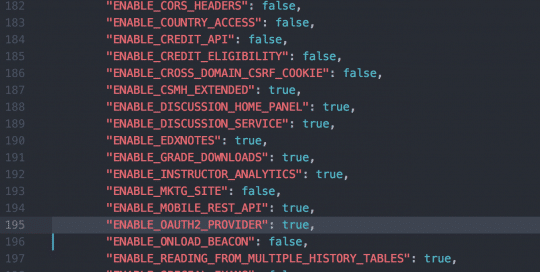 182 "ENABLE_CORS_HEADERS": false,
183 "ENABLE_COUNTRY_ACCESS": false,
184 "ENABLE_CREDIT_API": false,
185 "ENABLE_CREDIT_ELIGIBILITY": false,
186 "ENABLE_CROSS_DOMAIN_CSRF_COOKIE": false,
187 "ENABLE_CSMH_EXTENDED": true,
188 "ENABLE_DISCUSSION_HOME_PANEL": true,
189 "ENABLE_DISCUSSION_SERVICE": true,
190 "ENABLE_EDXNOTES": true,
191 "ENABLE_GRADE_DOWNLOADS": true,
192 "ENABLE_INSTRUCTOR_ANALYTICS": true,
193 "ENABLE_MKTG_SITE": false,
194 "ENABLE_MOBILE_REST_API": true,
195 "ENABLE_OAUTH2_PROVIDER": true,
196 "ENABLE_ONLOAD_BEACON": false,
197 "ENABLE_READING_FROM_MULTIPLE_HISTORY_TABLES": true,